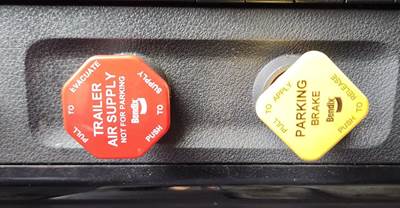 PULL TO EVACUATE
PUSH TO SUPPLY
TRAILER
AIR SUPPLY
NOT FOR PARKING
Bendix
PULL TO APPLY
PUSH TO RELEASE
PARKING
BRAKE
Bendix